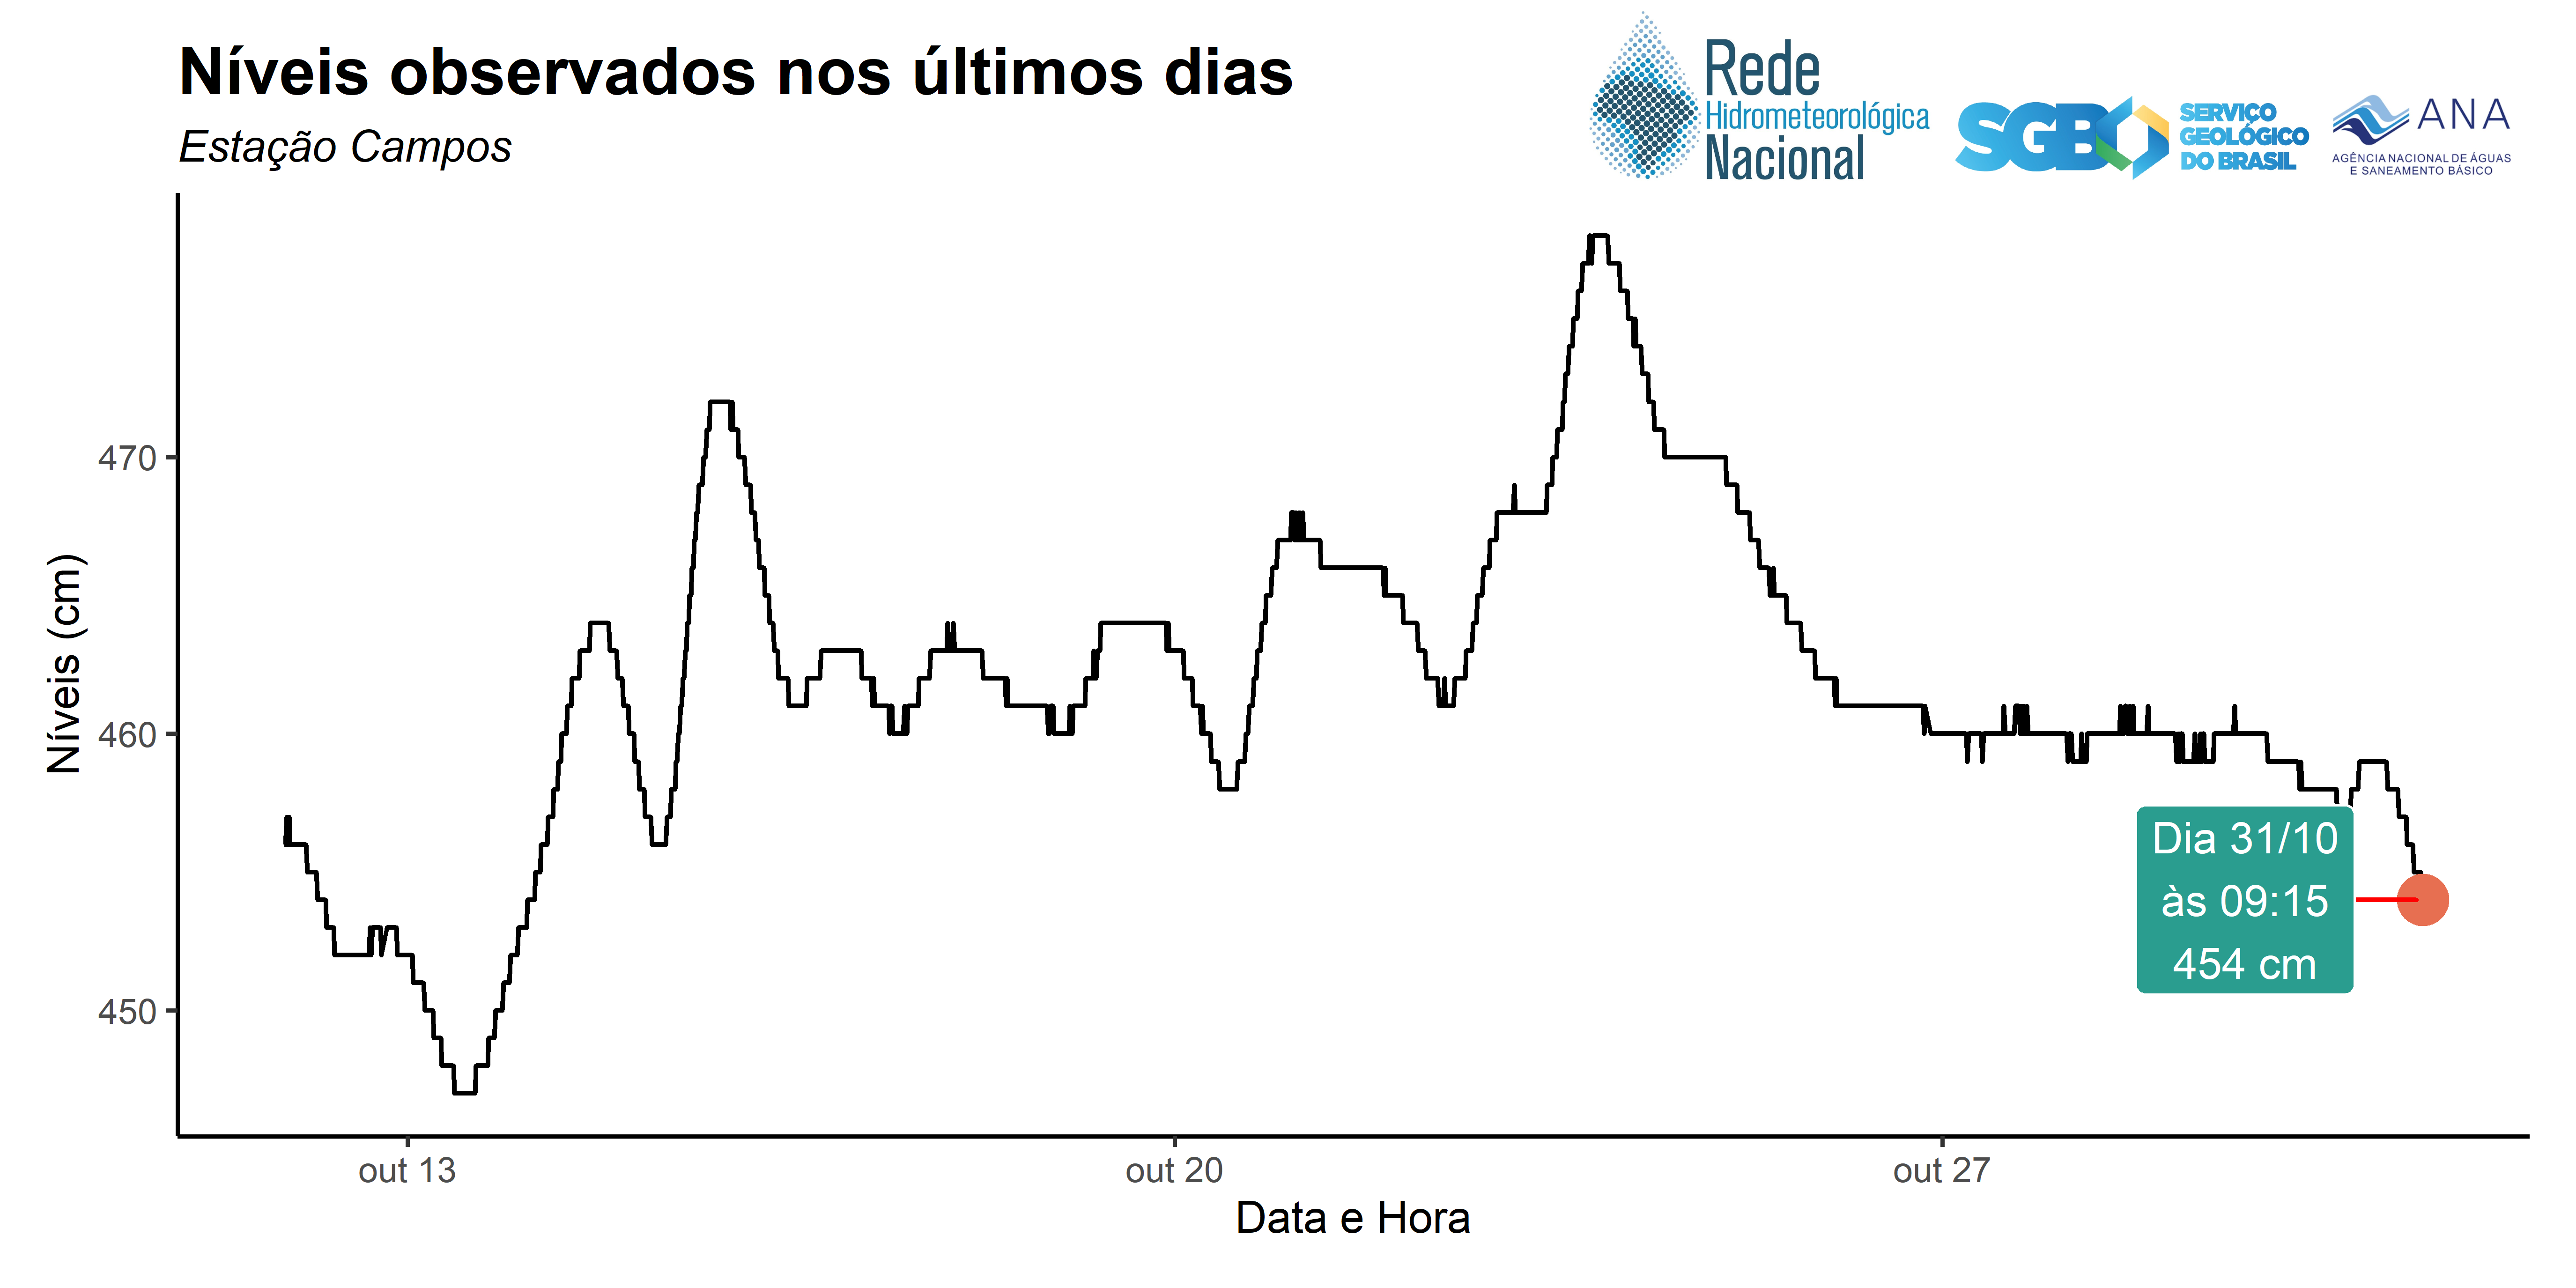 Níveis observados nos últimos dias
Estação Campos
Rede
Hidrometeorológica
Nacional
SGB
SERVIÇO
GEOLÓGICO
DO BRASIL
ANA
AGÊNCIA NACIONAL DE ÁGUAS
E SANEAMENTO BÁSICO
Níveis (cm)
470
460
450
Dia 31/10
às 09:15
454 cm
out 13
out 20
out 27
Data e Hora